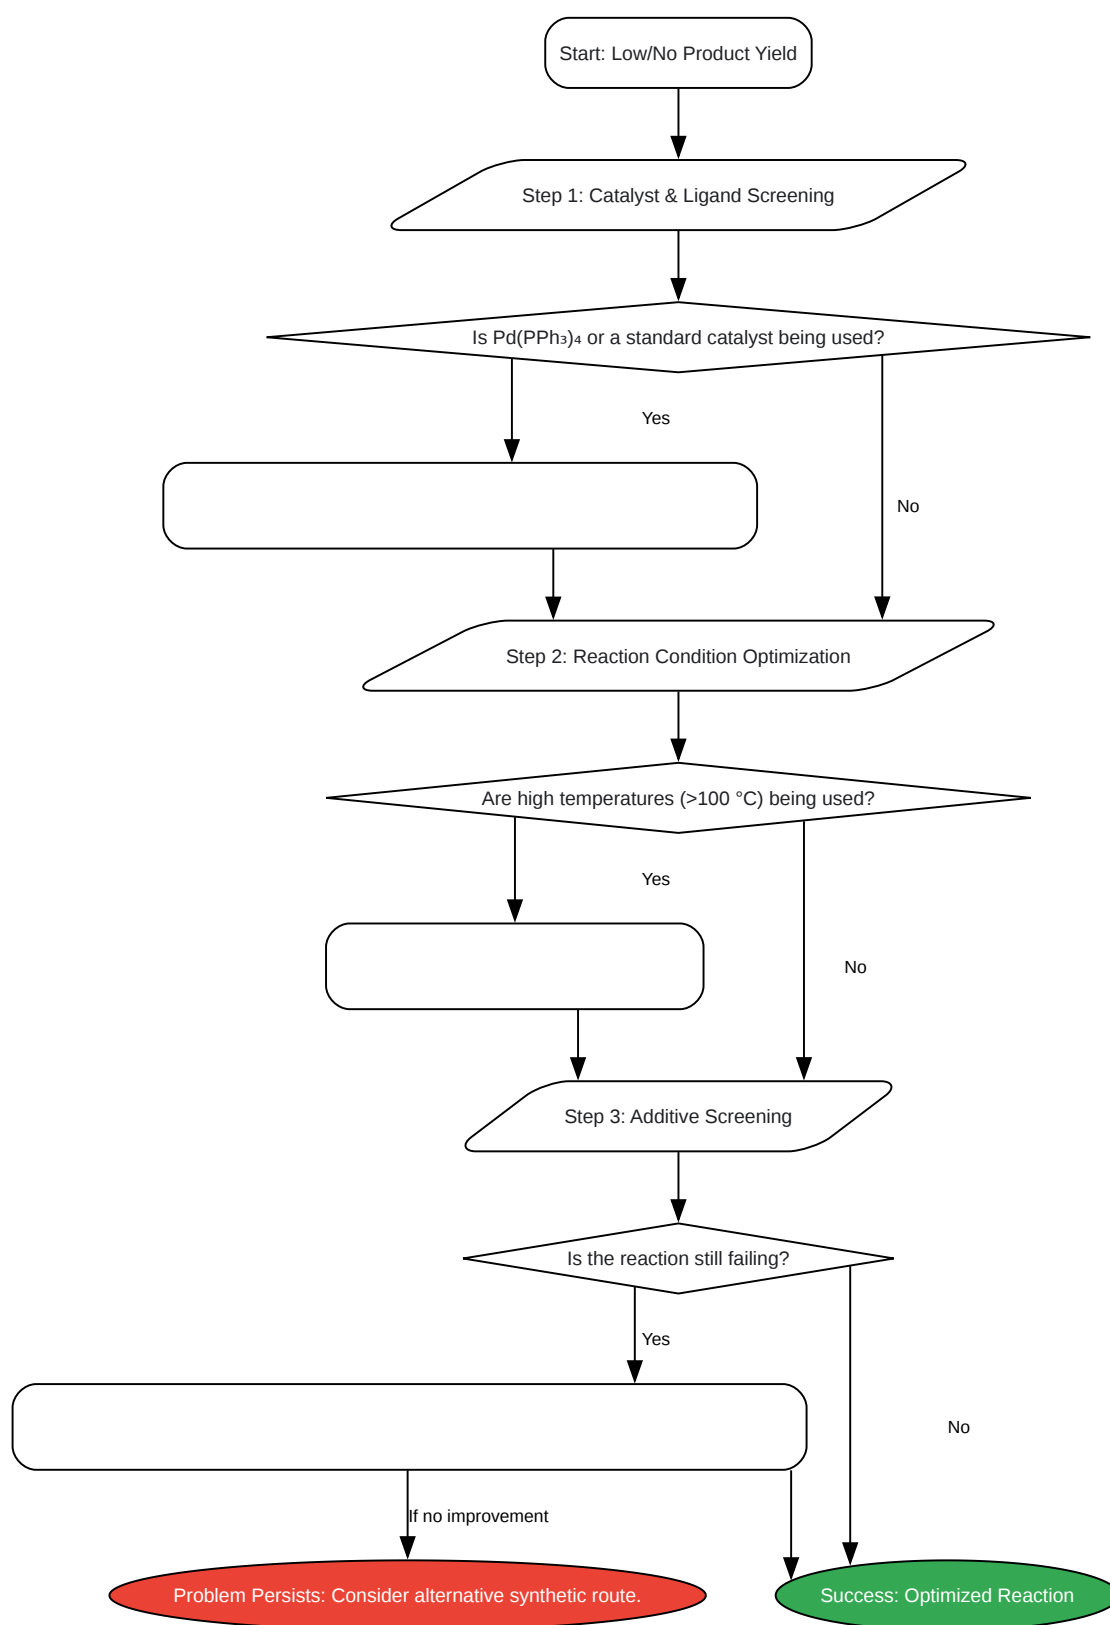 Start: Low/No Product Yield
Step 1: Catalyst & Ligand Screening
Is Pd(PPh₃)₄ or a standard catalyst being used?
Yes
No
Step 2: Reaction Condition Optimization
Are high temperatures (>100 °C) being used?
Yes
No
Step 3: Additive Screening
Is the reaction still failing?
Yes
No
If no improvement
Problem Persists: Consider alternative synthetic route.
Success: Optimized Reaction